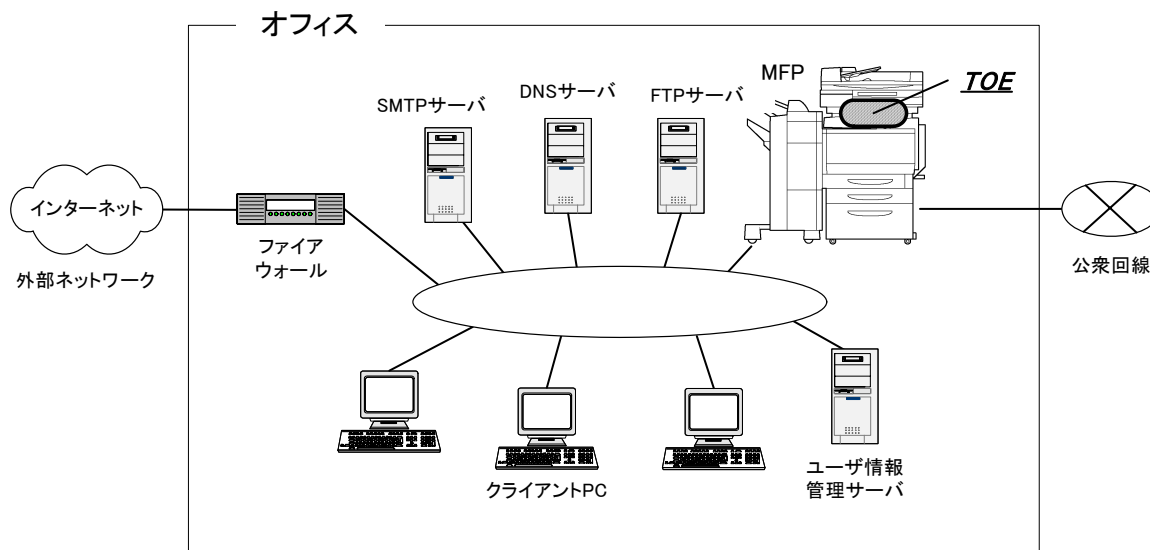 オフィス
MFP
TOE
SMTPサーバ
DNSサーバ
FTPサーバ
インターネット
ファイア
ウォール
外部ネットワーク
公衆回線
クライアントPC
ユーザ情報
管理サーバ